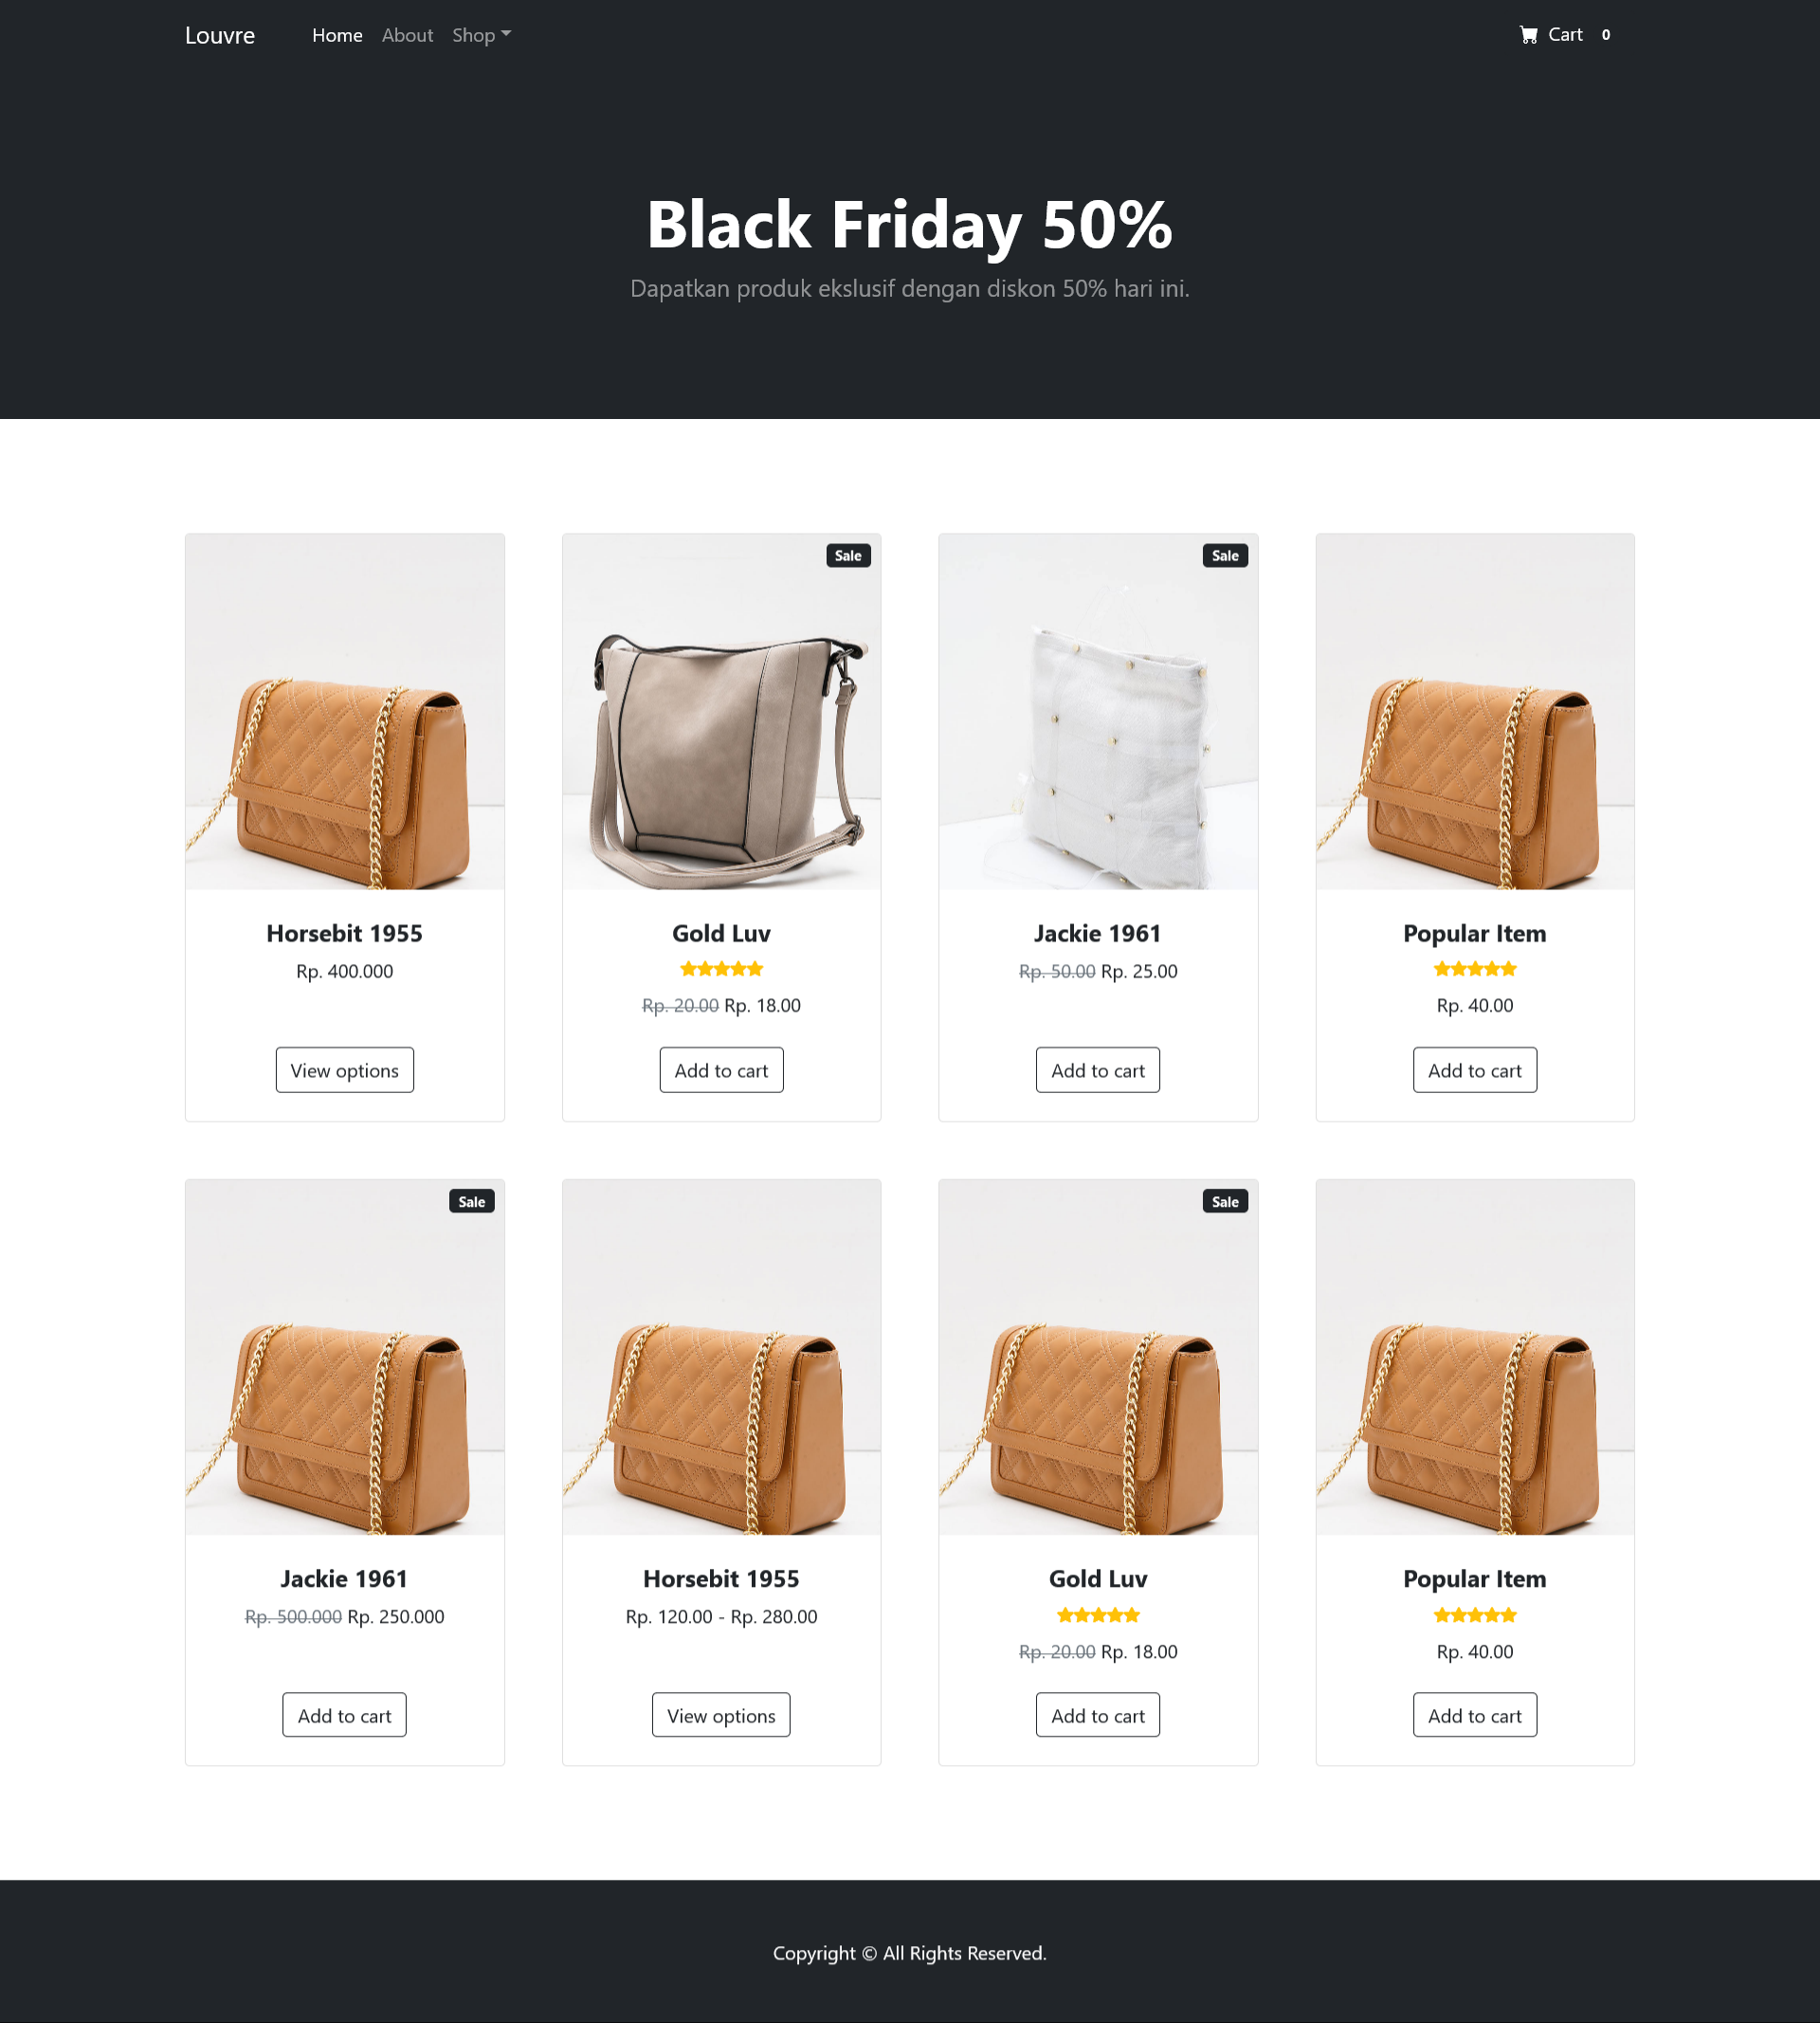 Louvre Home About Shop Cart 0
Black Friday 50%
Dapatkan produk ekslusif dengan diskon 50% hari ini.
Horsebit 1955
Rp. 400.000
View options
Sale
Gold Luv
Rp. 20.00 Rp. 18.00
Add to cart
Sale
Jackie 1961
Rp. 50.00 Rp. 25.00
Add to cart
Popular Item
Rp. 40.00
Add to cart
Sale
Jackie 1961
Rp. 500.000 Rp. 250.000
Add to cart
Horsebit 1955
Rp. 120.00 - Rp. 280.00
View options
Sale
Gold Luv
Rp. 20.00 Rp. 18.00
Add to cart
Popular Item
Rp. 40.00
Add to cart
Copyright © All Rights Reserved.